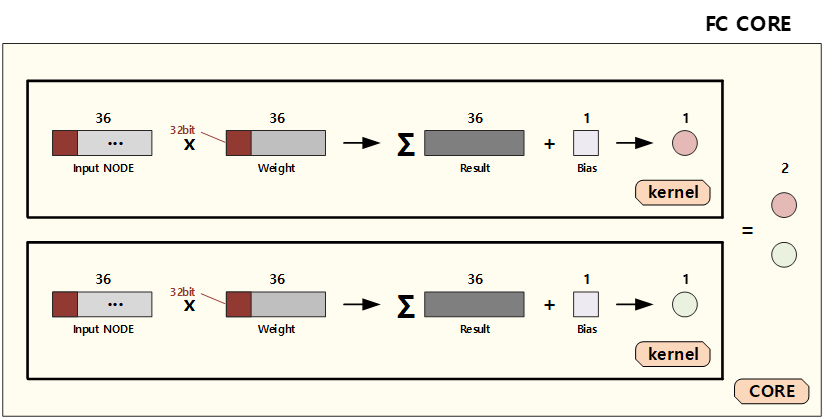 FC CORE
36 36 36 1 1
32bit
... x Σ +
Input NODE Weight Result Bias
kernel
2
=
36 36 36 1 1
32bit
... x Σ +
Input NODE Weight Result Bias
kernel
CORE